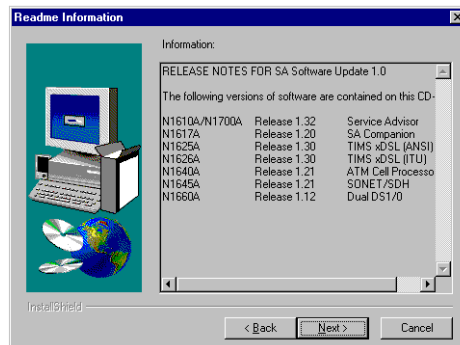 Readme Information
Information:
RELEASE NOTES FOR SA Software Update 1.0
The following versions of software are contained on this CD-
N1610A/N1700A Release 1.32 Service Advisor
N1617A Release 1.20 SA Companion
N1625A Release 1.30 TIMS xDSL (ANSI)
N1626A Release 1.30 TIMS xDSL (ITU)
N1640A Release 1.21 ATM Cell Processo
N1645A Release 1.21 SONET/SDH
N1660A Release 1.12 Dual DS1/0
InstallShield
< Back
Next >
Cancel